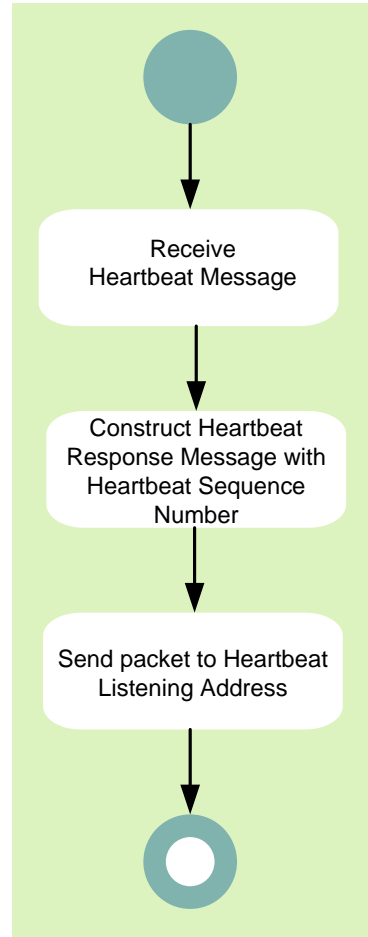 Receive
Heartbeat Message
Construct Heartbeat
Response Message with
Heartbeat Sequence
Number
Send packet to Heartbeat
Listening Address